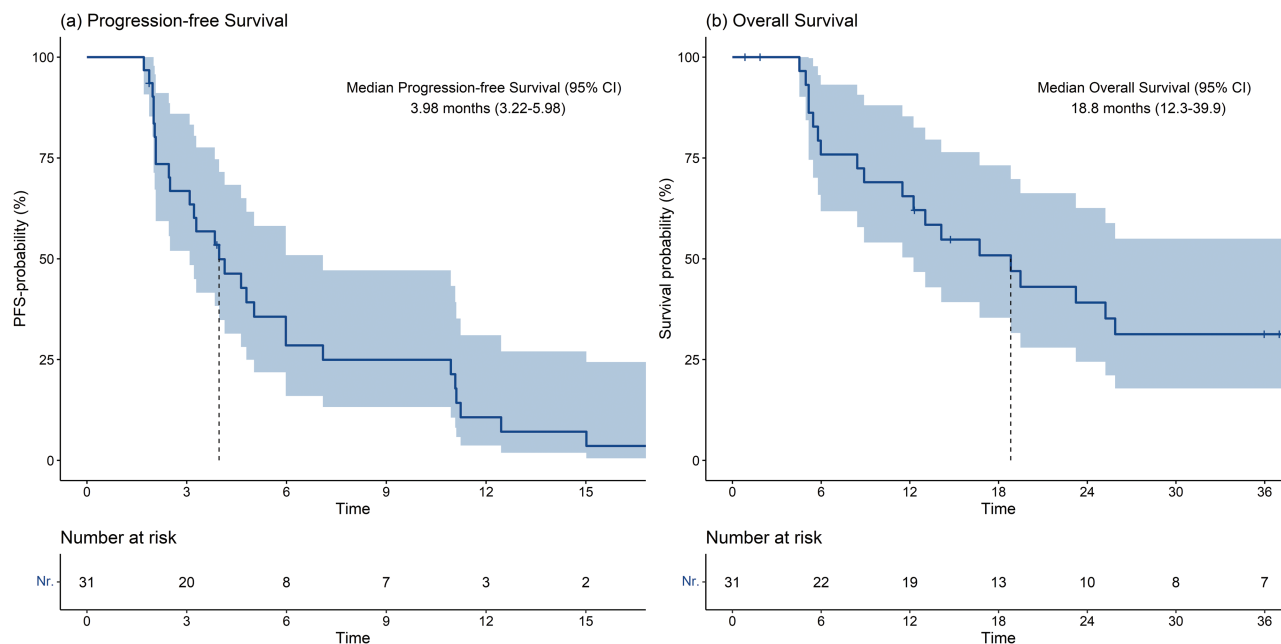 (a) Progression-free Survival
PFS-probability (%)
100
75
50
25
0
Median Progression-free Survival (95% CI)
3.98 months (3.22-5.98)
0 3 6 9 12 15
Time
Number at risk
Nr. 31 20 8 7 3 2
0 3 6 9 12 15
Time
(b) Overall Survival
Survival probability (%)
100
75
50
25
0
Median Overall Survival (95% CI)
18.8 months (12.3-39.9)
0 6 12 18 24 30 36
Time
Number at risk
Nr. 31 22 19 13 10 8 7
0 6 12 18 24 30 36
Time